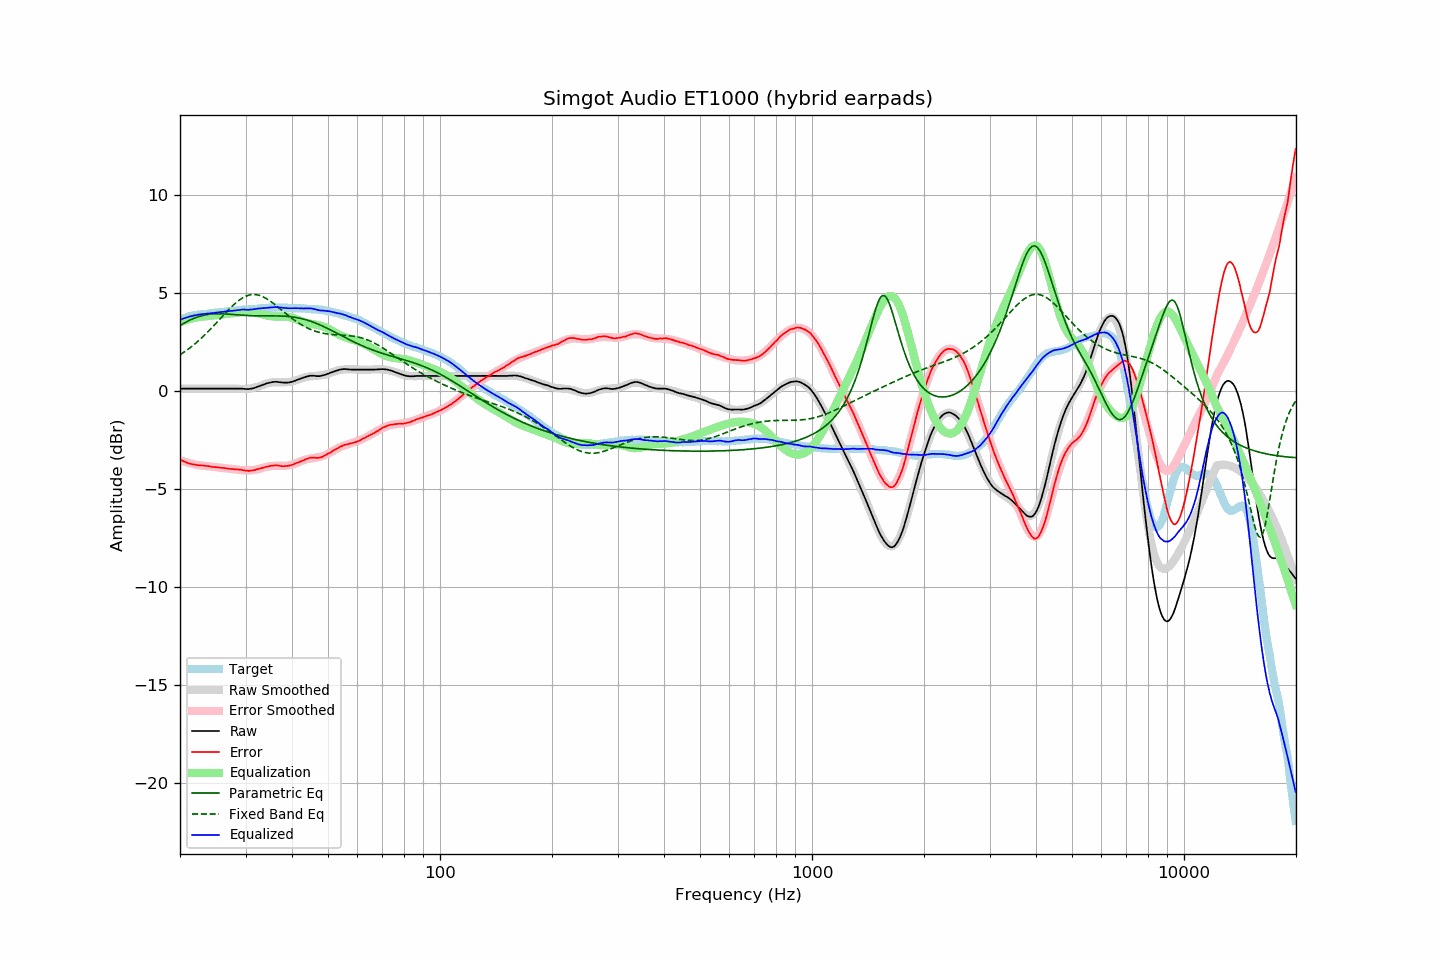 Simgot Audio ET1000 (hybrid earpads)
Amplitude (dBr)
10
5
0
−5
−10
−15
−20
Target
Raw Smoothed
Error Smoothed
Raw
Error
Equalization
Parametric Eq
Fixed Band Eq
Equalized
100 1000 10000
Frequency (Hz)